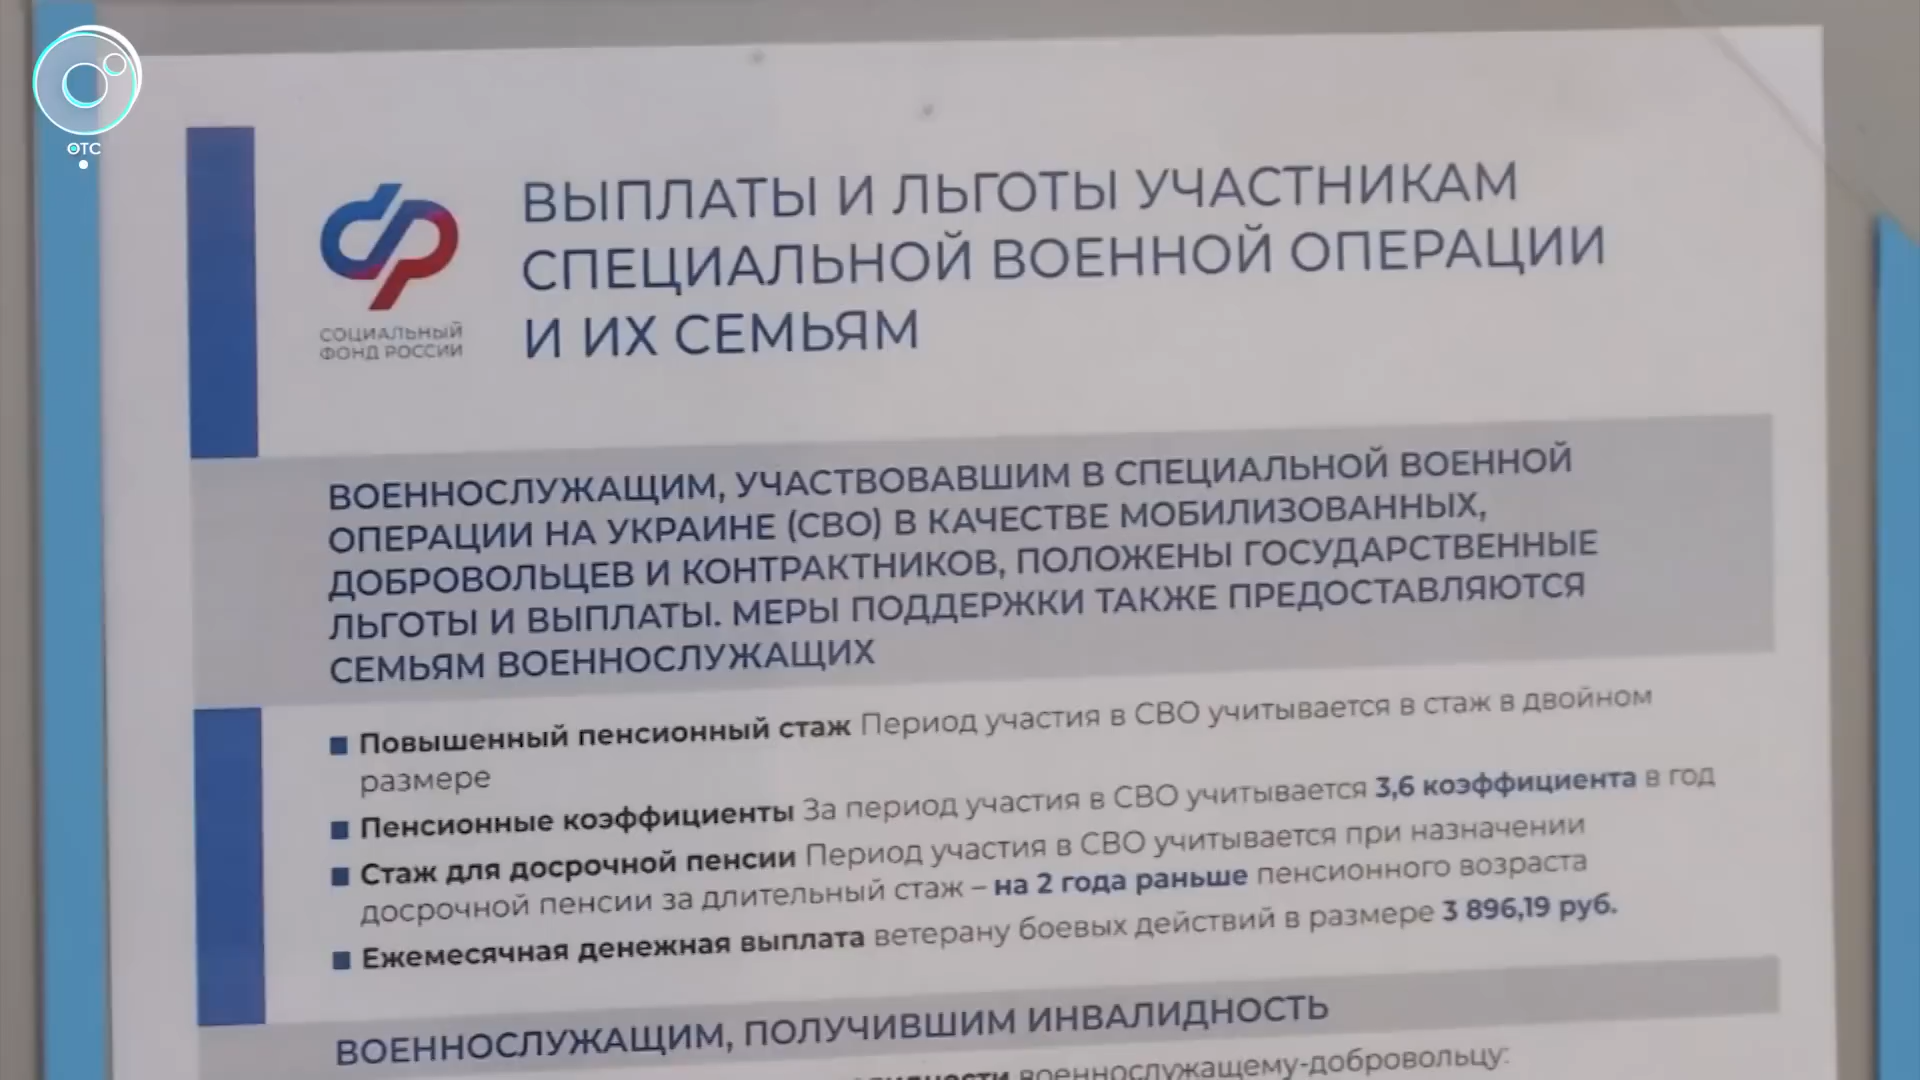 ОТС
ВЫПЛАТЫ И ЛЬГОТЫ УЧАСТНИКАМ
СПЕЦИАЛЬНОЙ ВОЕННОЙ ОПЕРАЦИИ
И ИХ СЕМЬЯМ
СОЦИАЛЬНЫЙ
ФОНД РОССИИ
ВОЕННОСЛУЖАЩИМ, УЧАСТВОВАВШИМ В СПЕЦИАЛЬНОЙ ВОЕННОЙ
ОПЕРАЦИИ НА УКРАИНЕ (СВО) В КАЧЕСТВЕ МОБИЛИЗОВАННЫХ,
ДОБРОВОЛЬЦЕВ И КОНТРАКТНИКОВ, ПОЛОЖЕНЫ ГОСУДАРСТВЕННЫЕ
ЛЬГОТЫ И ВЫПЛАТЫ. МЕРЫ ПОДДЕРЖКИ ТАКЖЕ ПРЕДОСТАВЛЯЮТСЯ
СЕМЬЯМ ВОЕННОСЛУЖАЩИХ
Повышенный пенсионный стаж Период участия в СВО учитывается в стаж в двойном
размере
Пенсионные коэффициенты За период участия в СВО учитывается 3,6 коэффициента в год
Стаж для досрочной пенсии Период участия в СВО учитывается при назначении
досрочной пенсии за длительный стаж – на 2 года раньше пенсионного возраста
Ежемесячная денежная выплата ветерану боевых действий в размере 3 896,19 руб.
ВОЕННОСЛУЖАЩИМ, ПОЛУЧИВШИМ ИНВАЛИДНОСТЬ
военнослужащему-добровольцу: